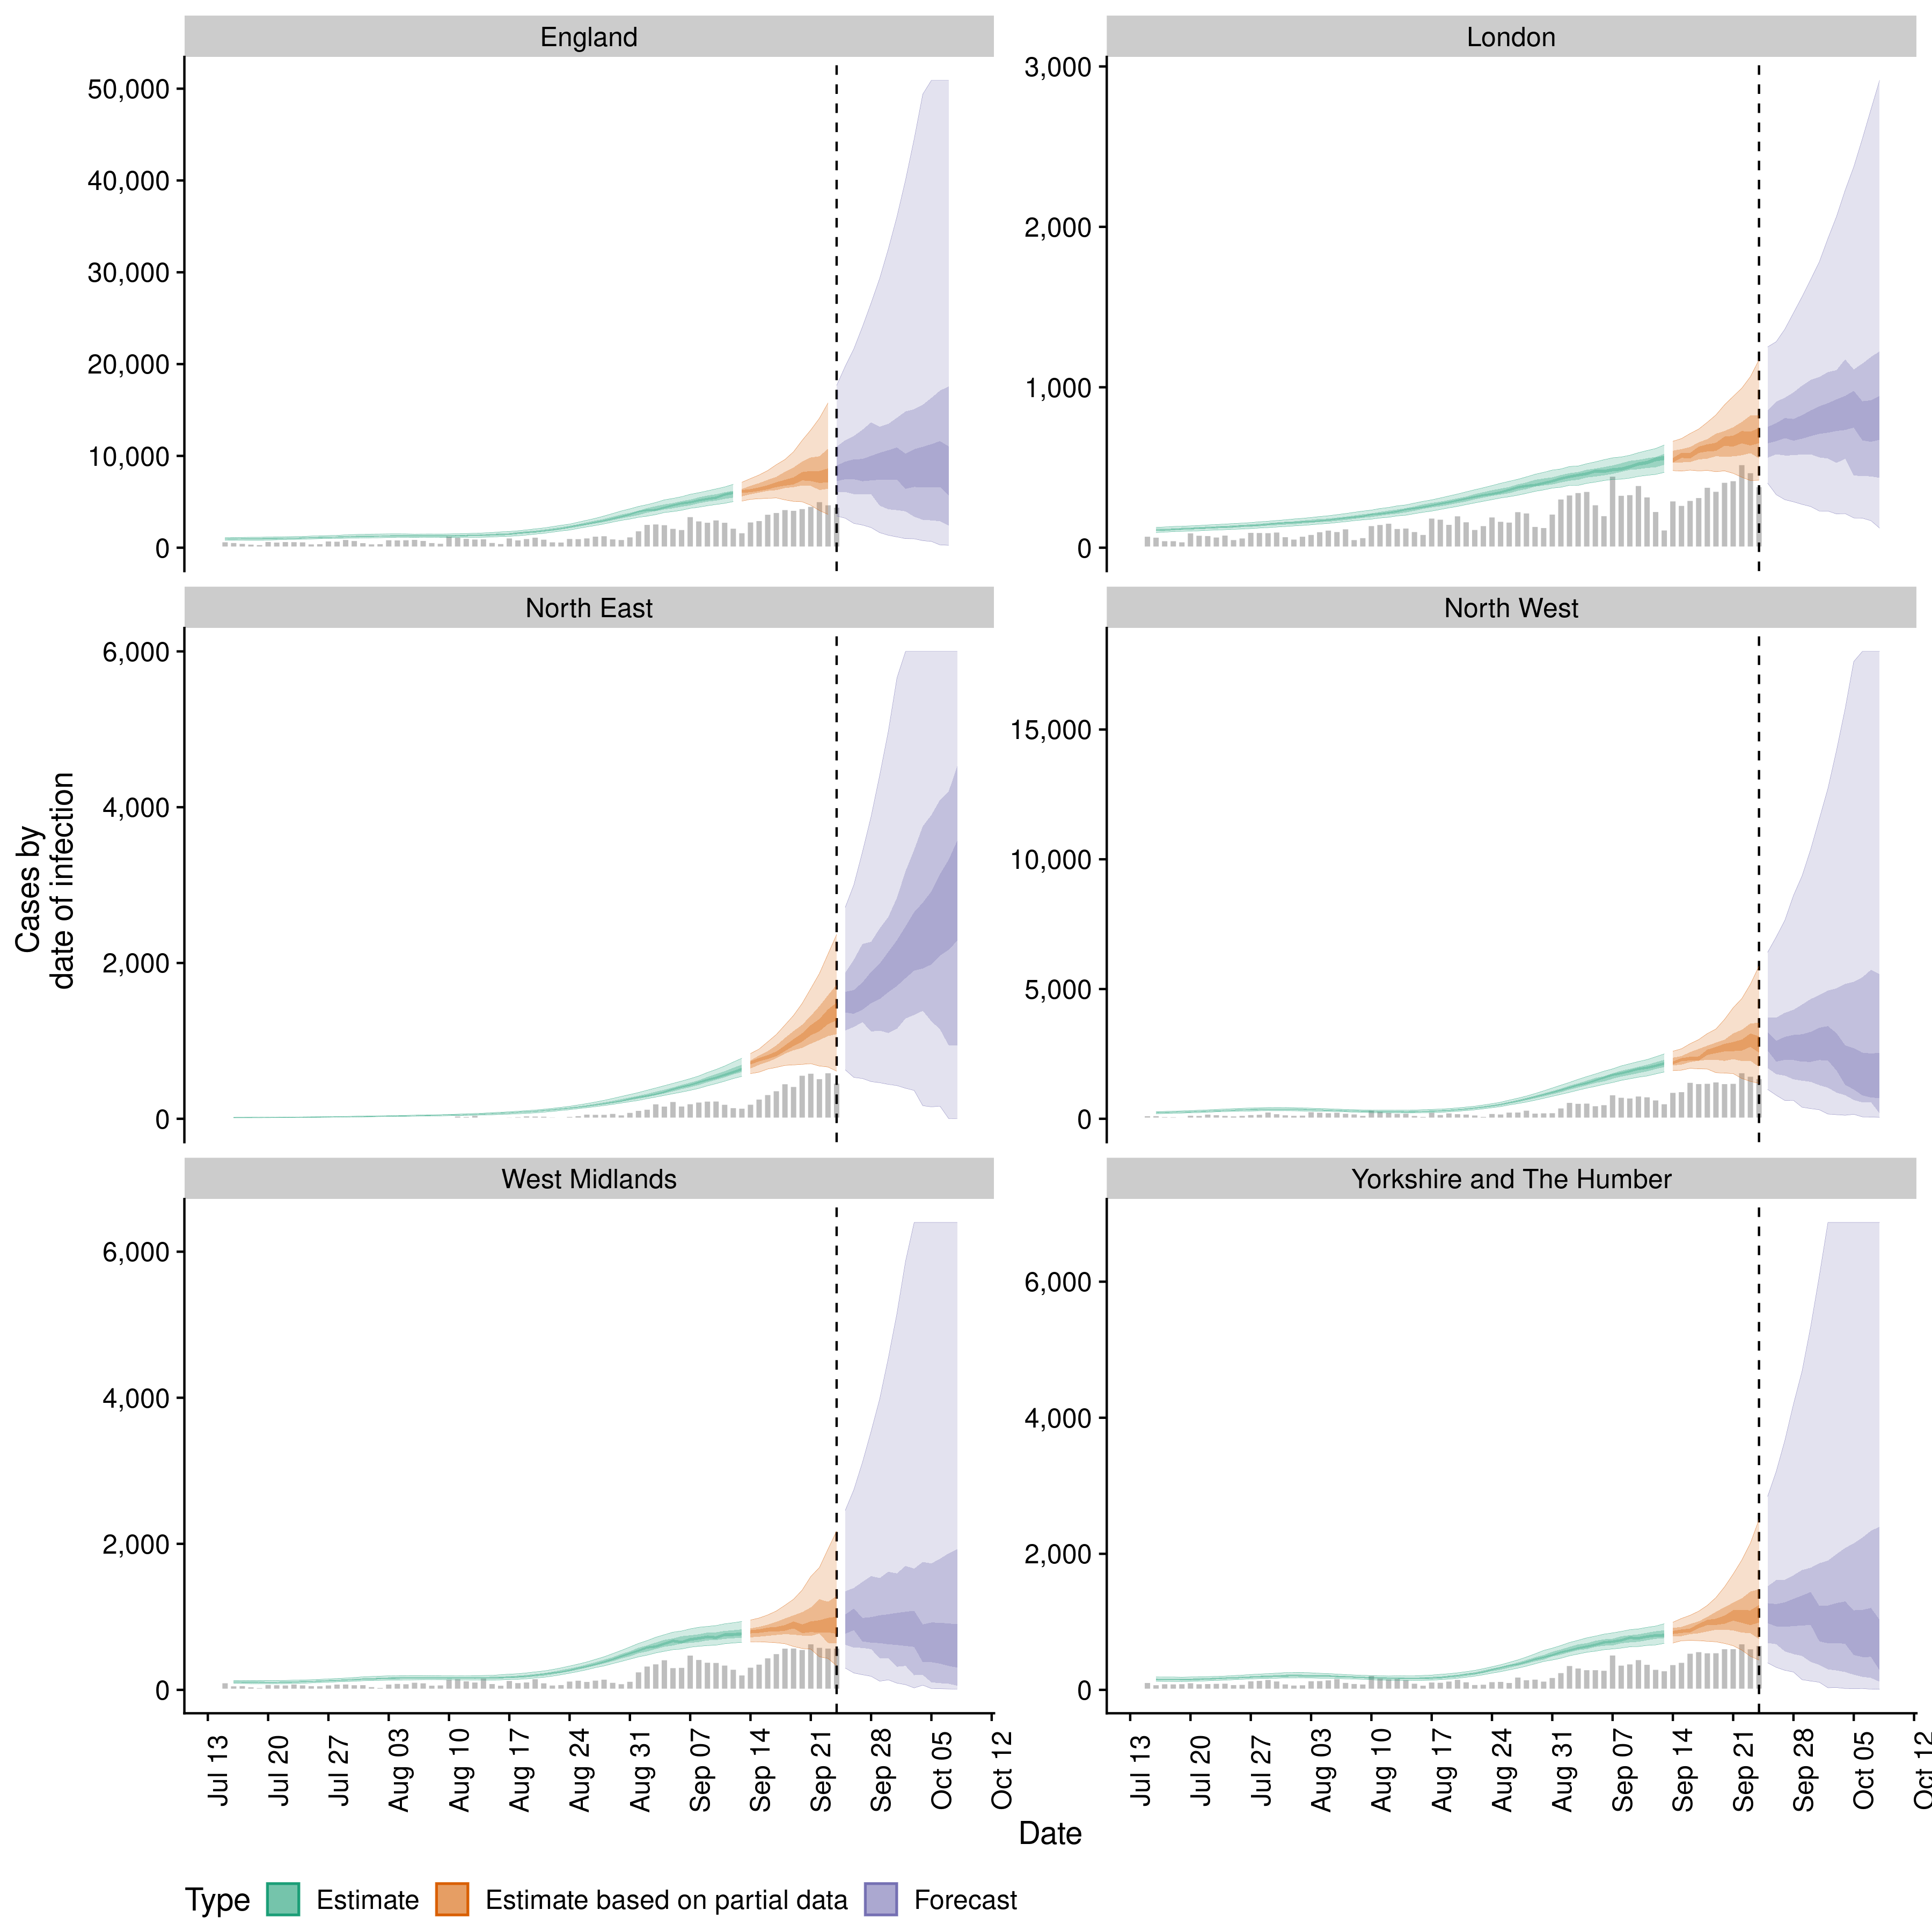 England
London
50,000
40,000
30,000
20,000
10,000
0
3,000
2,000
1,000
0
North East
North West
6,000
4,000
2,000
0
15,000
10,000
5,000
0
West Midlands
Yorkshire and The Humber
6,000
4,000
2,000
0
6,000
4,000
2,000
0
Cases by
date of infection
Jul 13
Jul 20
Jul 27
Aug 03
Aug 10
Aug 17
Aug 24
Aug 31
Sep 07
Sep 14
Sep 21
Sep 28
Oct 05
Oct 12
Jul 13
Jul 20
Jul 27
Aug 03
Aug 10
Aug 17
Aug 24
Aug 31
Sep 07
Sep 14
Sep 21
Sep 28
Oct 05
Oct 12
Date
Type Estimate Estimate based on partial data Forecast